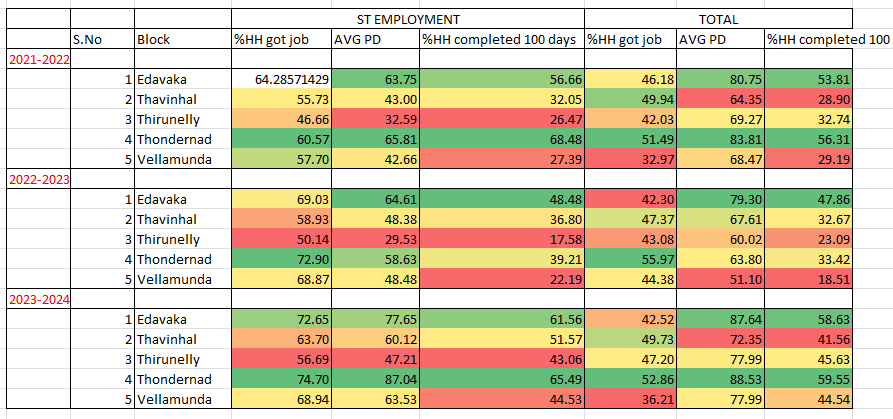 ST EMPLOYMENT TOTAL
S.No Block %HH got job AVG PD %HH completed 100 days %HH got job AVG PD %HH completed 100
2021-2022
1 Edavaka 64.28571429 63.75 56.66 46.18 80.75 53.81
2 Thavinhal 55.73 43.00 32.05 49.94 64.35 28.90
3 Thirunelly 46.66 32.59 26.47 42.03 69.27 32.74
4 Thondernad 60.57 65.81 68.48 51.49 83.81 56.31
5 Vellamunda 57.70 42.66 27.39 32.97 68.47 29.19
2022-2023
1 Edavaka 69.03 64.61 48.48 42.30 79.30 47.86
2 Thavinhal 58.93 48.38 36.80 47.37 67.61 32.67
3 Thirunelly 50.14 29.53 17.58 43.08 60.02 23.09
4 Thondernad 72.90 58.63 39.21 55.97 63.80 33.42
5 Vellamunda 68.87 48.48 22.19 44.38 51.10 18.51
2023-2024
1 Edavaka 72.65 77.65 61.56 42.52 87.64 58.63
2 Thavinhal 63.70 60.12 51.57 49.73 72.35 41.56
3 Thirunelly 56.69 47.21 43.06 47.20 77.99 45.63
4 Thondernad 74.70 87.04 65.49 52.86 88.53 59.55
5 Vellamunda 68.94 63.53 44.53 36.21 77.99 44.54